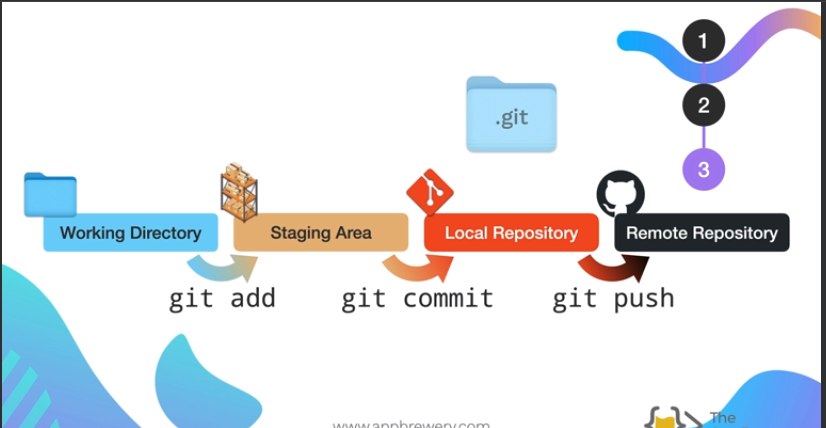 1
2
.git
3
Working Directory
Staging Area
Local Repository
Remote Repository
git add
git commit
git push
www.appbrewery.com
The